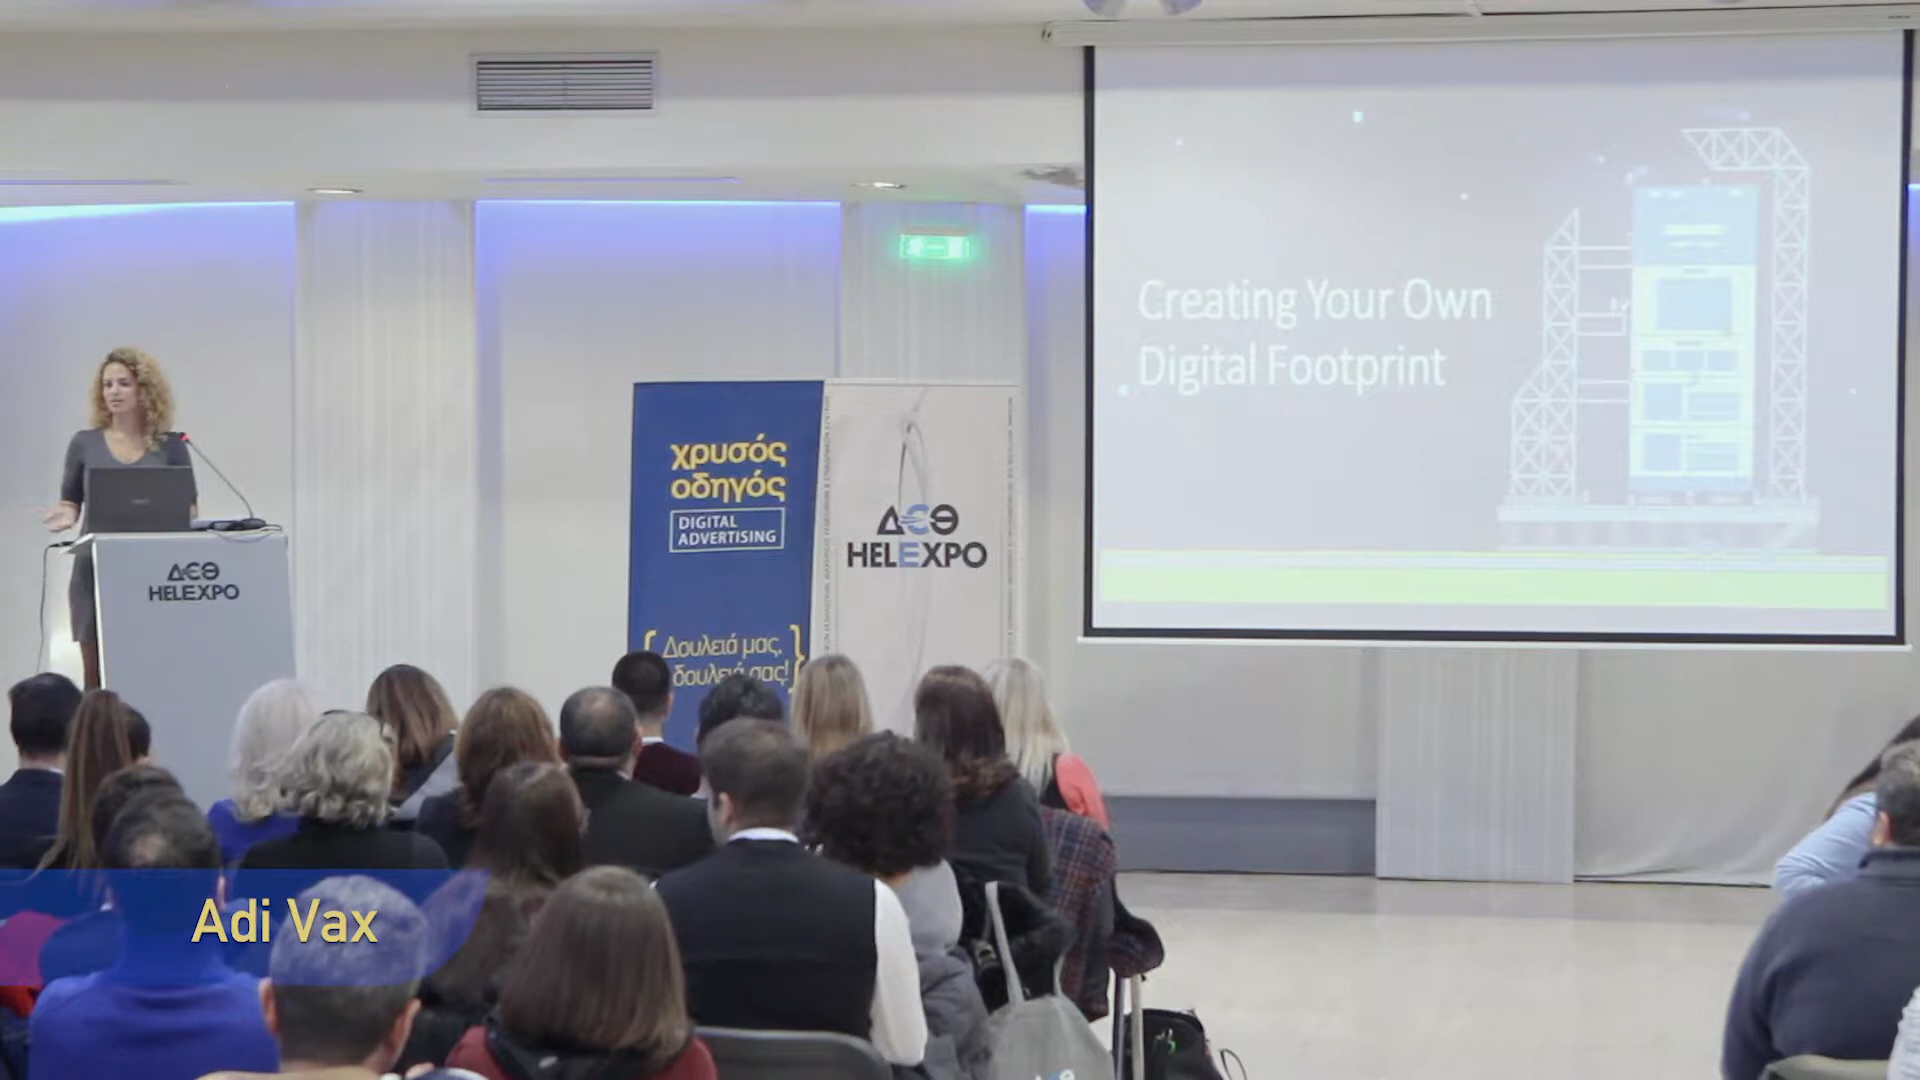 Creating Your Own
Digital Footprint
χρυσός
οδηγός
DIGITAL
ADVERTISING
{ Δουλειά μας,
δουλειά σας! }
ΔΕΘ
HELEXPO
ΔΕΘ
HELEXPO
Adi Vax